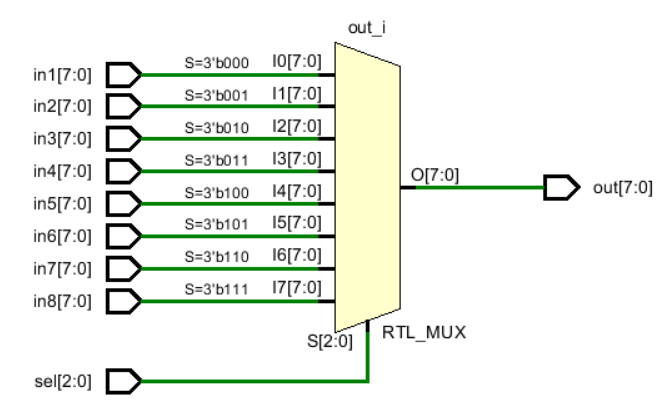 out_i
in1[7:0] S=3'b000 I0[7:0]
in2[7:0] S=3'b001 I1[7:0]
in3[7:0] S=3'b010 I2[7:0]
in4[7:0] S=3'b011 I3[7:0]
in5[7:0] S=3'b100 I4[7:0]
O[7:0] out[7:0]
in6[7:0] S=3'b101 I5[7:0]
in7[7:0] S=3'b110 I6[7:0]
in8[7:0] S=3'b111 I7[7:0]
S[2:0] RTL_MUX
sel[2:0]